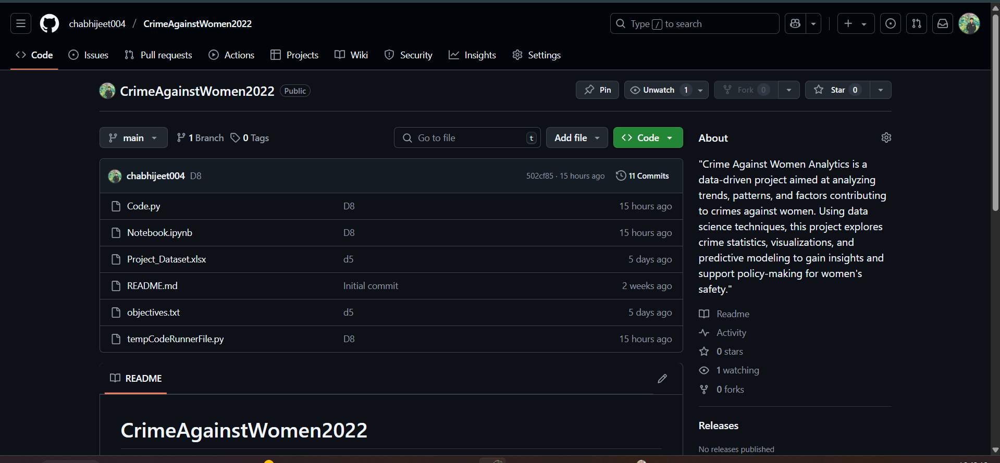 chabhijeet004 / CrimeAgainstWomen2022
Type / to search
Code Issues Pull requests Actions Projects Wiki Security Insights Settings
CrimeAgainstWomen2022 Public
Pin Unwatch 1 Fork 0 Star 0
main 1 Branch 0 Tags Go to file t Add file Code
chabhijeet004 D8 502cf85 · 15 hours ago 11 Commits
Code.py D8 15 hours ago
Notebook.ipynb D8 15 hours ago
Project_Dataset.xlsx d5 5 days ago
README.md Initial commit 2 weeks ago
objectives.txt d5 5 days ago
tempCodeRunnerFile.py D8 15 hours ago
README
CrimeAgainstWomen2022
About
"Crime Against Women Analytics is a
data-driven project aimed at analyzing
trends, patterns, and factors contributing
to crimes against women. Using data
science techniques, this project explores
crime statistics, visualizations, and
predictive modeling to gain insights and
support policy-making for women's
safety."
Readme
Activity
0 stars
1 watching
0 forks
Releases
No releases published